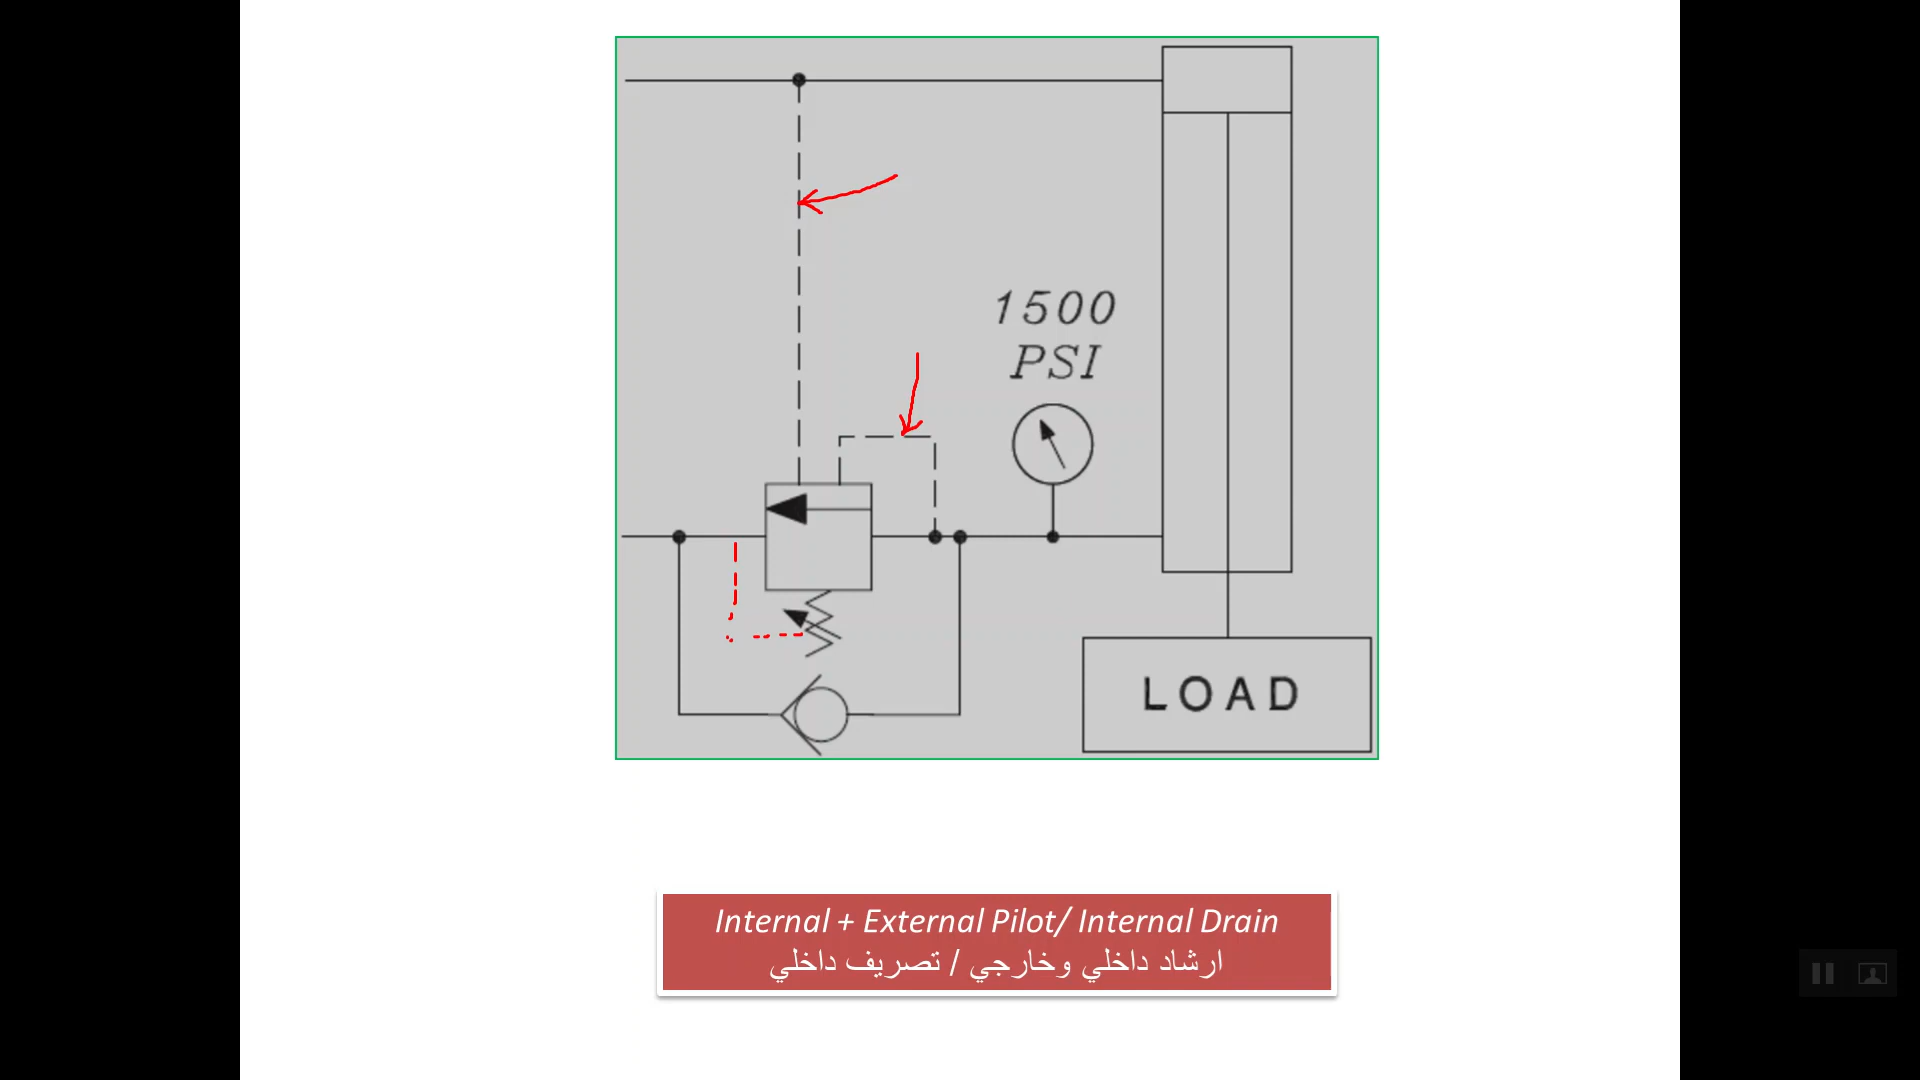 1500
PSI
LOAD
Internal + External Pilot/ Internal Drain
ارشاد داخلي وخارجي / تصريف داخلي